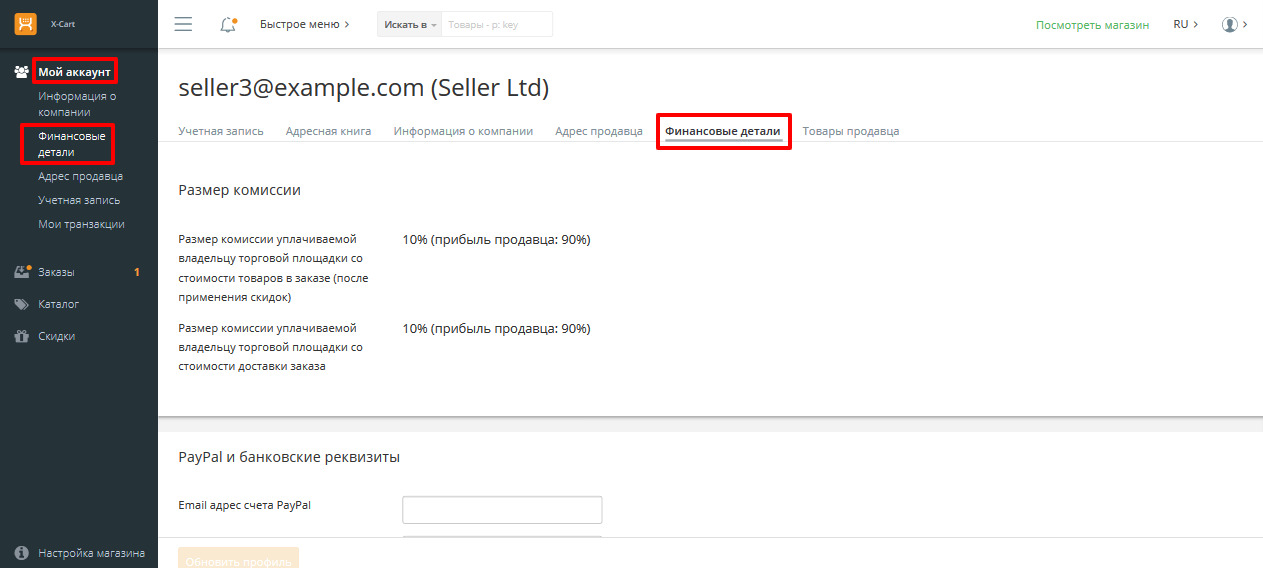 X-Cart
Быстрое меню
Искать в
Товары - p: key
Посмотреть магазин
RU
Мой аккаунт
Информация о
компании
Финансовые
детали
Адрес продавца
Учетная запись
Мои транзакции
Заказы
1
Каталог
Скидки
Настройка магазина
seller3@example.com (Seller Ltd)
Учетная запись
Адресная книга
Информация о компании
Адрес продавца
Финансовые детали
Товары продавца
Размер комиссии
Размер комиссии уплачиваемой
владельцу торговой площадки со
стоимости товаров в заказе (после
применения скидок)
10% (прибыль продавца: 90%)
Размер комиссии уплачиваемой
владельцу торговой площадки со
стоимости доставки заказа
10% (прибыль продавца: 90%)
PayPal и банковские реквизиты
Email адрес счета PayPal
Обновить профиль